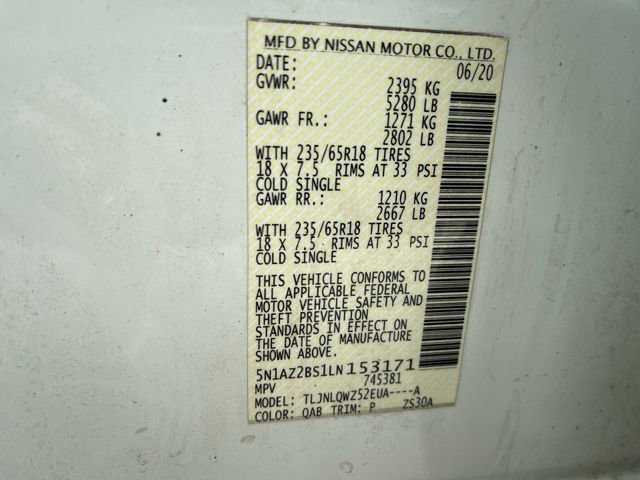 MFD BY NISSAN MOTOR CO., LTD.
DATE: 06/20
GVWR: 2395 KG
5280 LB
GAWR FR.: 1271 KG
2802 LB
WITH 235/65R18 TIRES
18 X 7.5 RIMS AT 33 PSI
COLD SINGLE
GAWR RR.: 1210 KG
2667 LB
WITH 235/65R18 TIRES
18 X 7.5 RIMS AT 33 PSI
COLD SINGLE
THIS VEHICLE CONFORMS TO
ALL APPLICABLE FEDERAL
MOTOR VEHICLE SAFETY AND
THEFT PREVENTION
STANDARDS IN EFFECT ON
THE DATE OF MANUFACTURE
SHOWN ABOVE.
5N1AZ2BS1LN153171
MPV 745381
MODEL: TLJNLQWZ52EUA----A
COLOR: QAB TRIM: P ZS30A